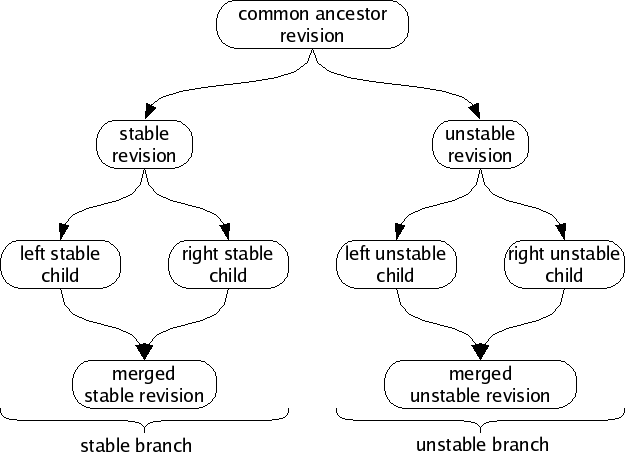 common ancestor
revision
stable
revision
unstable
revision
left stable
child
right stable
child
left unstable
child
right unstable
child
merged
stable revision
merged
unstable revision
stable branch
unstable branch